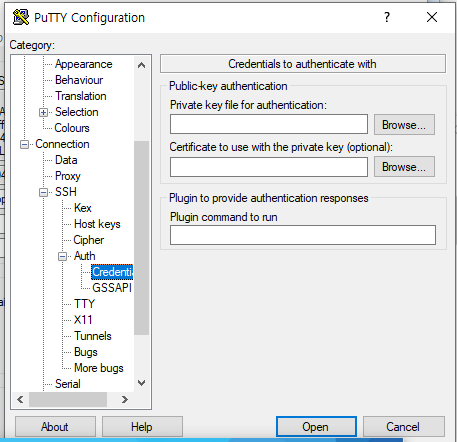 PuTTY Configuration
?
Category:
Appearance
Behaviour
Translation
Selection
Colours
Connection
Data
Proxy
SSH
Kex
Host keys
Cipher
Auth
Credentia
GSSAPI
TTY
X11
Tunnels
Bugs
More bugs
Serial
Credentials to authenticate with
Public-key authentication
Private key file for authentication:
Browse...
Certificate to use with the private key (optional):
Browse...
Plugin to provide authentication responses
Plugin command to run
About Help Open Cancel